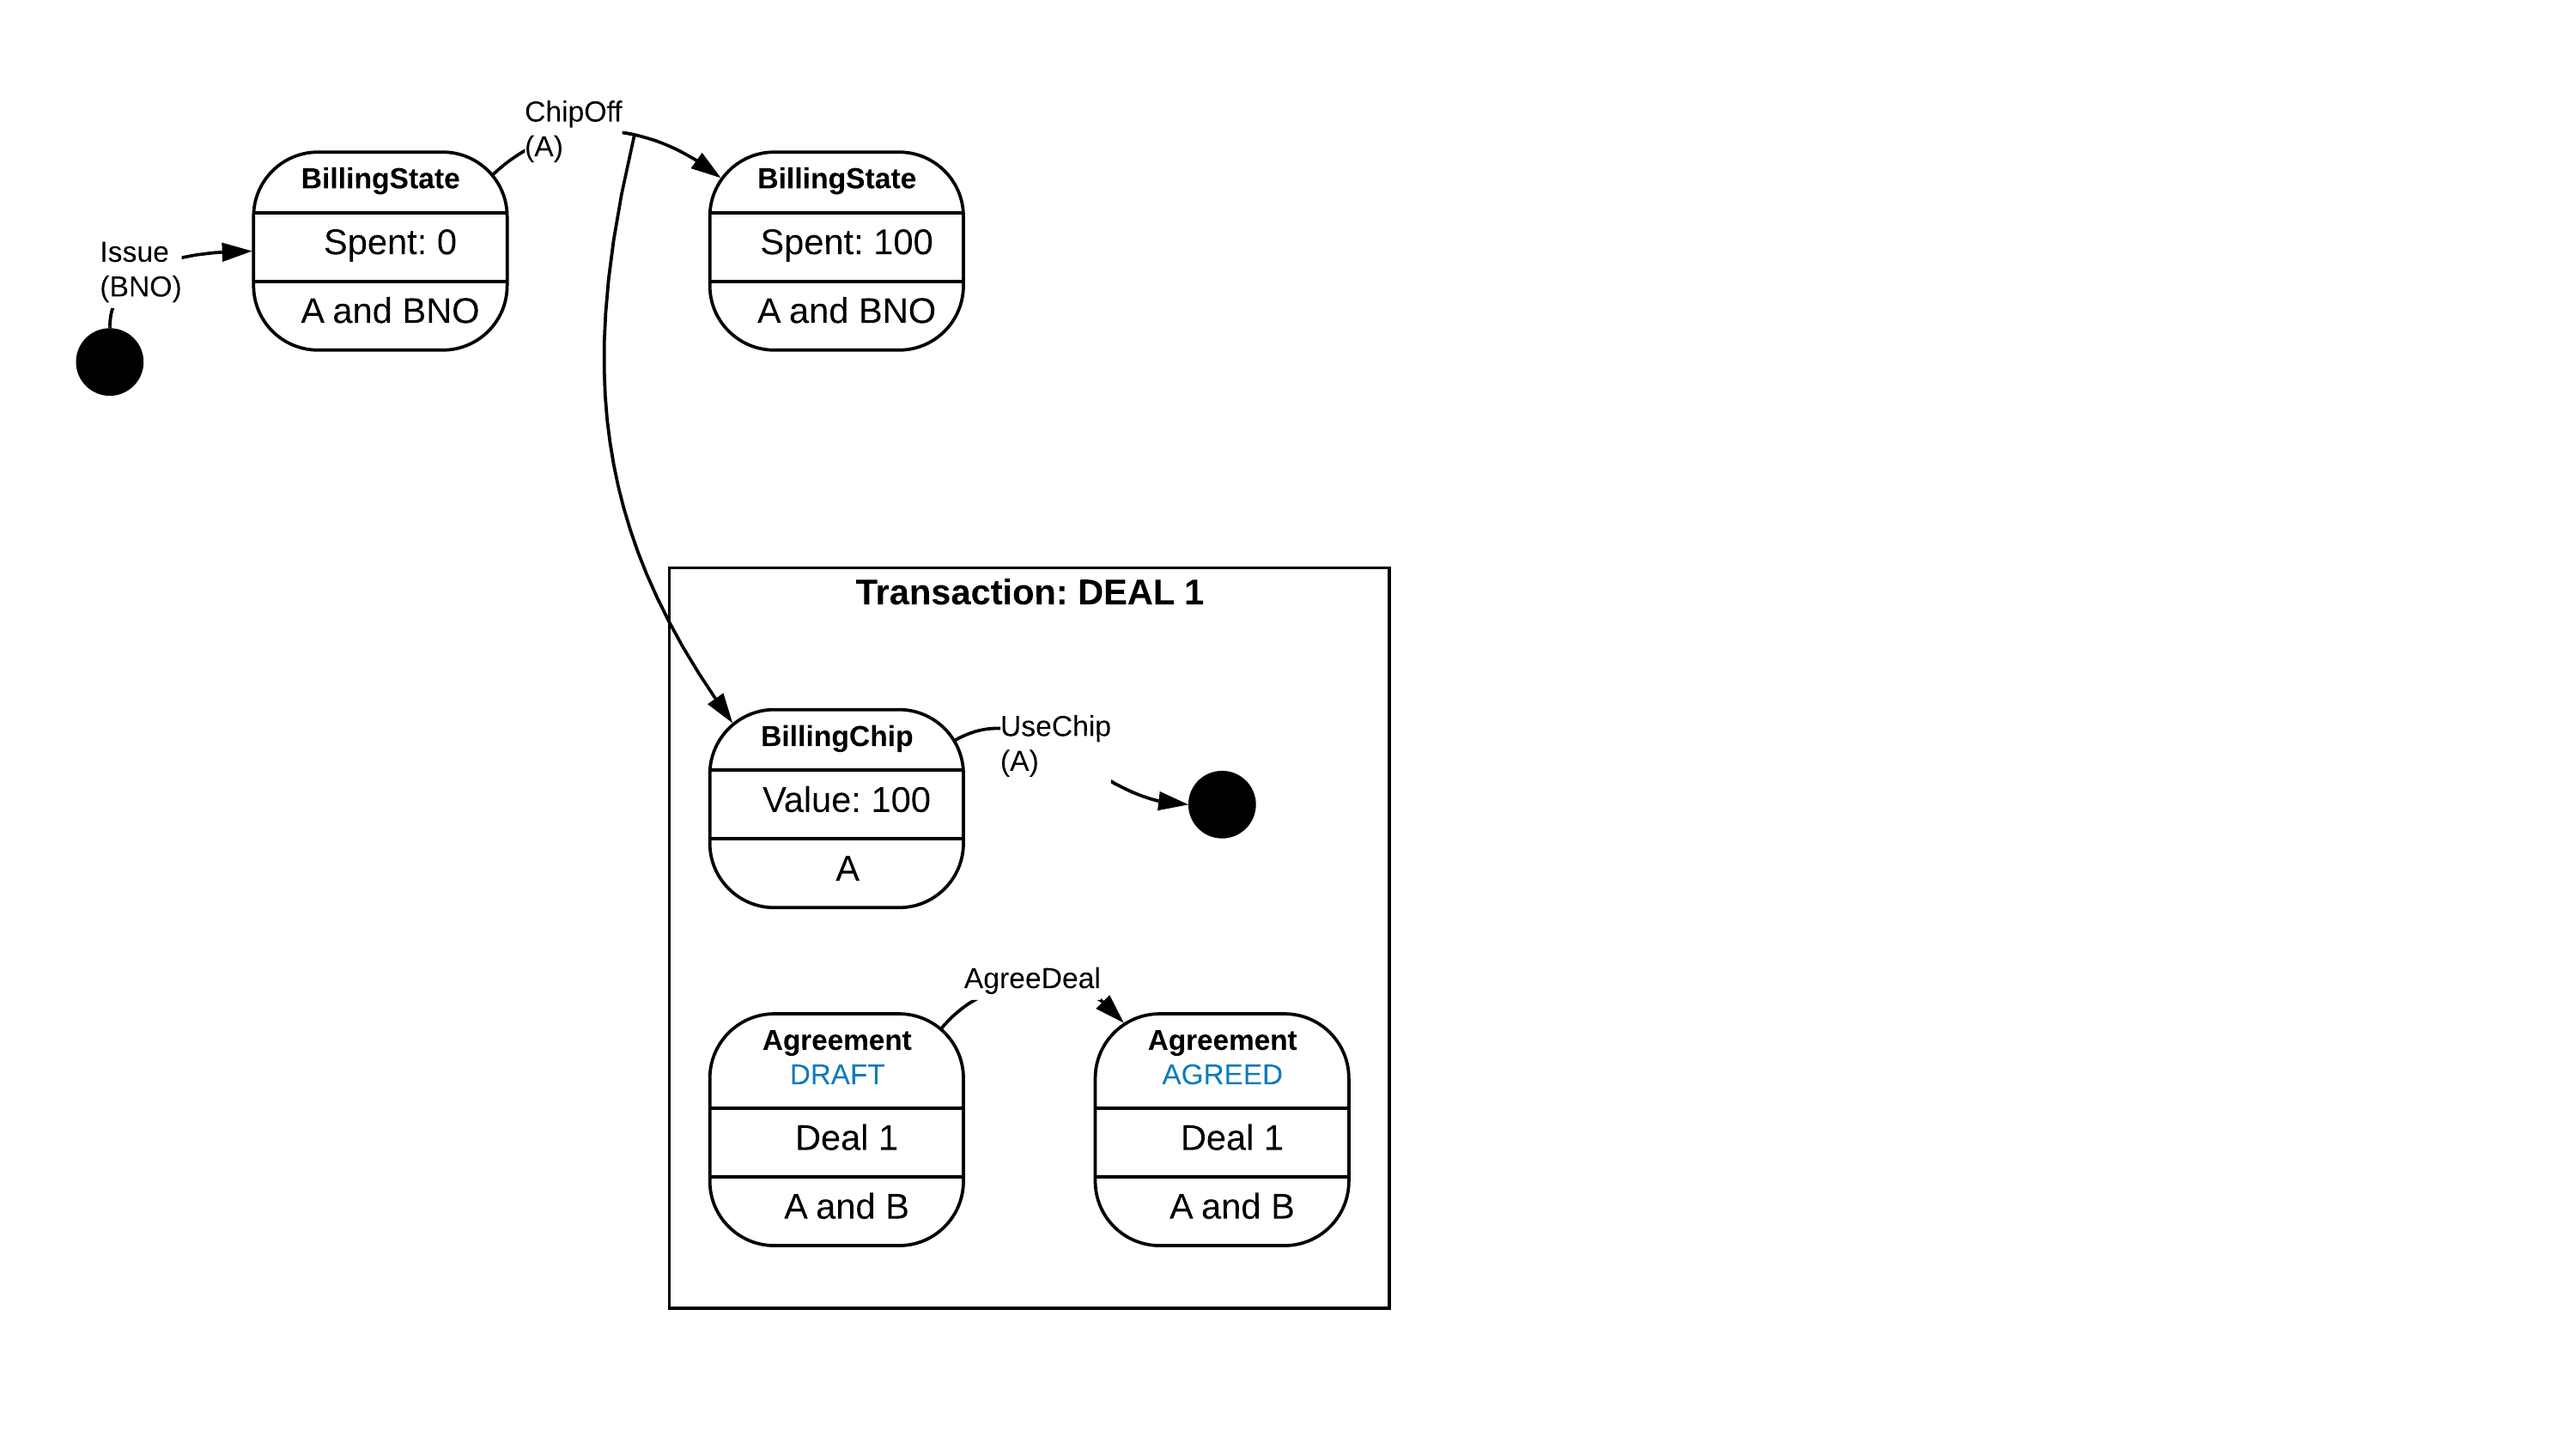 ChipOff
(A)
BillingState
Spent: 0
A and BNO
BillingState
Spent: 100
A and BNO
Issue
(BNO)
Transaction: DEAL 1
BillingChip
Value: 100
A
UseChip
(A)
AgreeDeal
Agreement
DRAFT
Deal 1
A and B
Agreement
AGREED
Deal 1
A and B